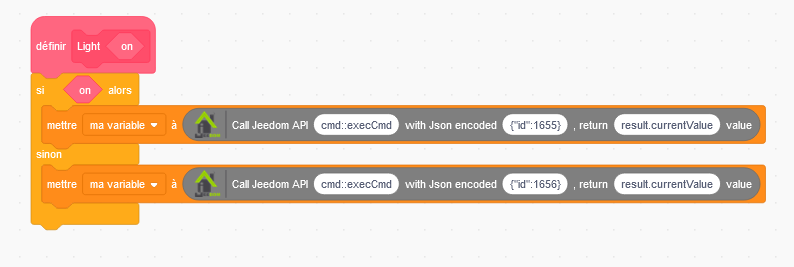 définir Light on
si on alors
mettre ma variable à Call Jeedom API cmd::execCmd with Json encoded {"id":1655} , return result.currentValue value
sinon
mettre ma variable à Call Jeedom API cmd::execCmd with Json encoded {"id":1656} , return result.currentValue value